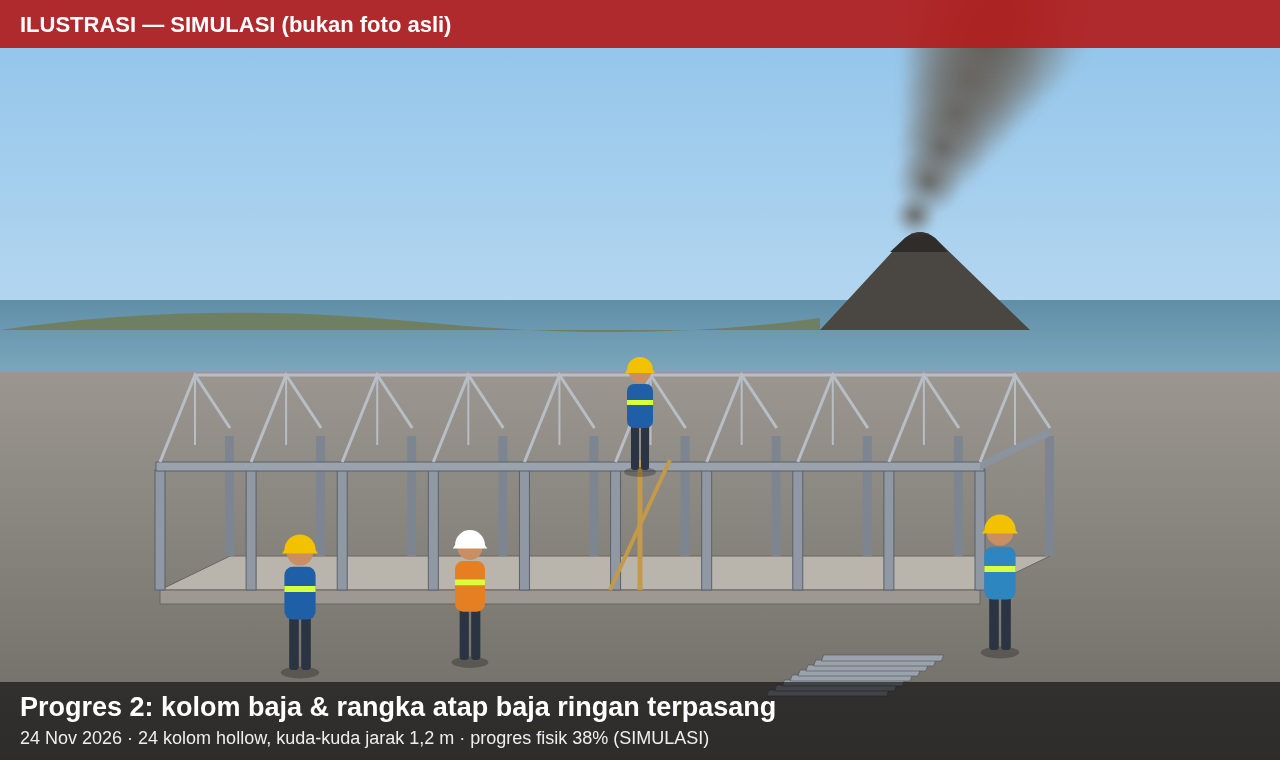 ILUSTRASI — SIMULASI (bukan foto asli)
Progres 2: kolom baja & rangka atap baja ringan terpasang
24 Nov 2026 · 24 kolom hollow, kuda-kuda jarak 1,2 m · progres fisik 38% (SIMULASI)